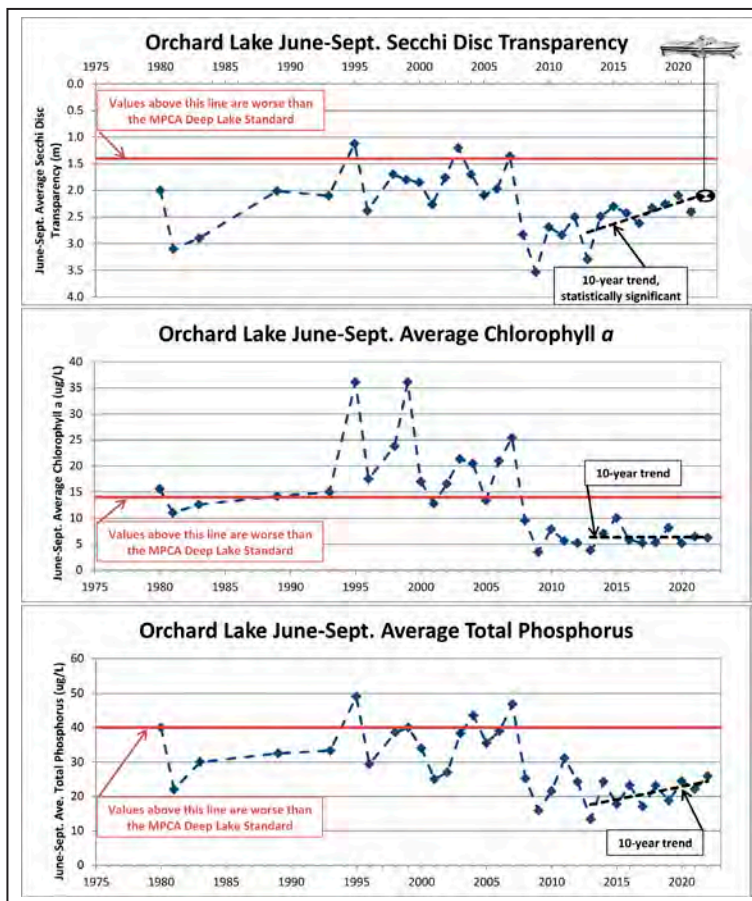 Orchard Lake June-Sept. Secchi Disc Transparency
1975 1980 1985 1990 1995 2000 2005 2010 2015 2020
0.0
0.5
1.0
1.5
2.0
2.5
3.0
3.5
4.0
June-Sept. Average Secchi Disc
Transparency (m)
Values above this line are worse than
the MPCA Deep Lake Standard
10-year trend,
statistically significant
Orchard Lake June-Sept. Average Chlorophyll a
40
35
30
25
20
15
10
5
0
June-Sept. Average Chlorophyll a (ug/L)
10-year trend
Values above this line are worse than
the MPCA Deep Lake Standard
1975 1980 1985 1990 1995 2000 2005 2010 2015 2020
Orchard Lake June-Sept. Average Total Phosphorus
60
50
40
30
20
10
0
June-Sept. Ave. Total Phosphorus (ug/L)
Values above this line are worse than
the MPCA Deep Lake Standard
10-year trend
1975 1980 1985 1990 1995 2000 2005 2010 2015 2020